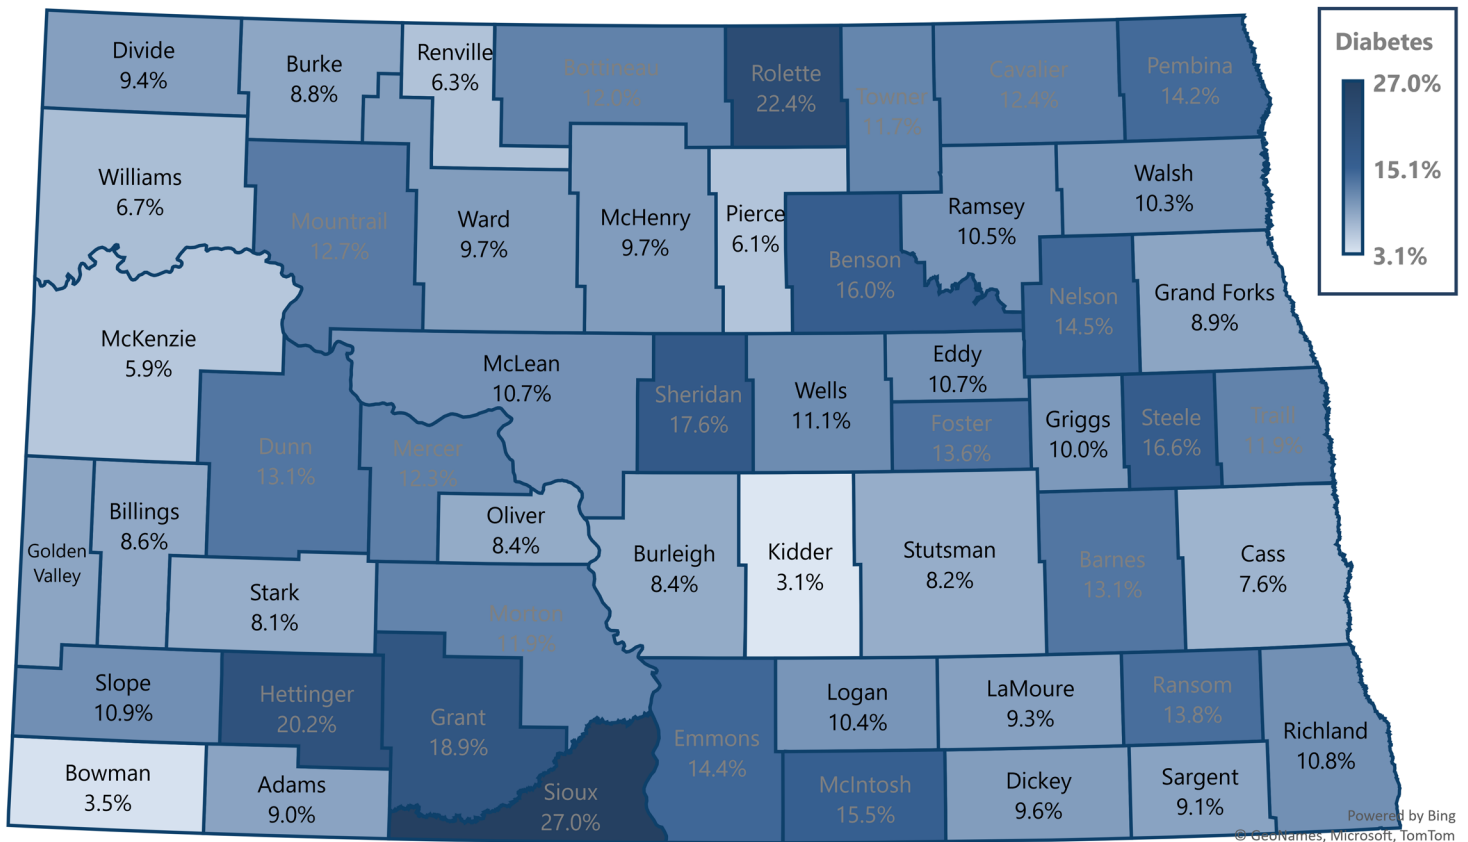 Divide
9.4%
Burke
8.8%
Renville
6.3%
Bottineau
12.0%
Rolette
22.4%
Towner
11.7%
Cavalier
12.4%
Pembina
14.2%
Diabetes
27.0%
15.1%
3.1%
Williams
6.7%
Mountrail
12.7%
Ward
9.7%
McHenry
9.7%
Pierce
6.1%
Benson
16.0%
Ramsey
10.5%
Walsh
10.3%
Nelson
14.5%
Grand Forks
8.9%
McKenzie
5.9%
McLean
10.7%
Sheridan
17.6%
Wells
11.1%
Eddy
10.7%
Foster
13.6%
Griggs
10.0%
Steele
16.6%
Traill
11.9%
Dunn
13.1%
Mercer
12.3%
Golden
Valley
Billings
8.6%
Oliver
8.4%
Burleigh
8.4%
Kidder
3.1%
Stutsman
8.2%
Barnes
13.1%
Cass
7.6%
Stark
8.1%
Morton
11.9%
Slope
10.9%
Hettinger
20.2%
Grant
18.9%
Emmons
14.4%
Logan
10.4%
LaMoure
9.3%
Ransom
13.8%
Richland
10.8%
Bowman
3.5%
Adams
9.0%
Sioux
27.0%
McIntosh
15.5%
Dickey
9.6%
Sargent
9.1%
Powered by Bing
© GeoNames, Microsoft, TomTom